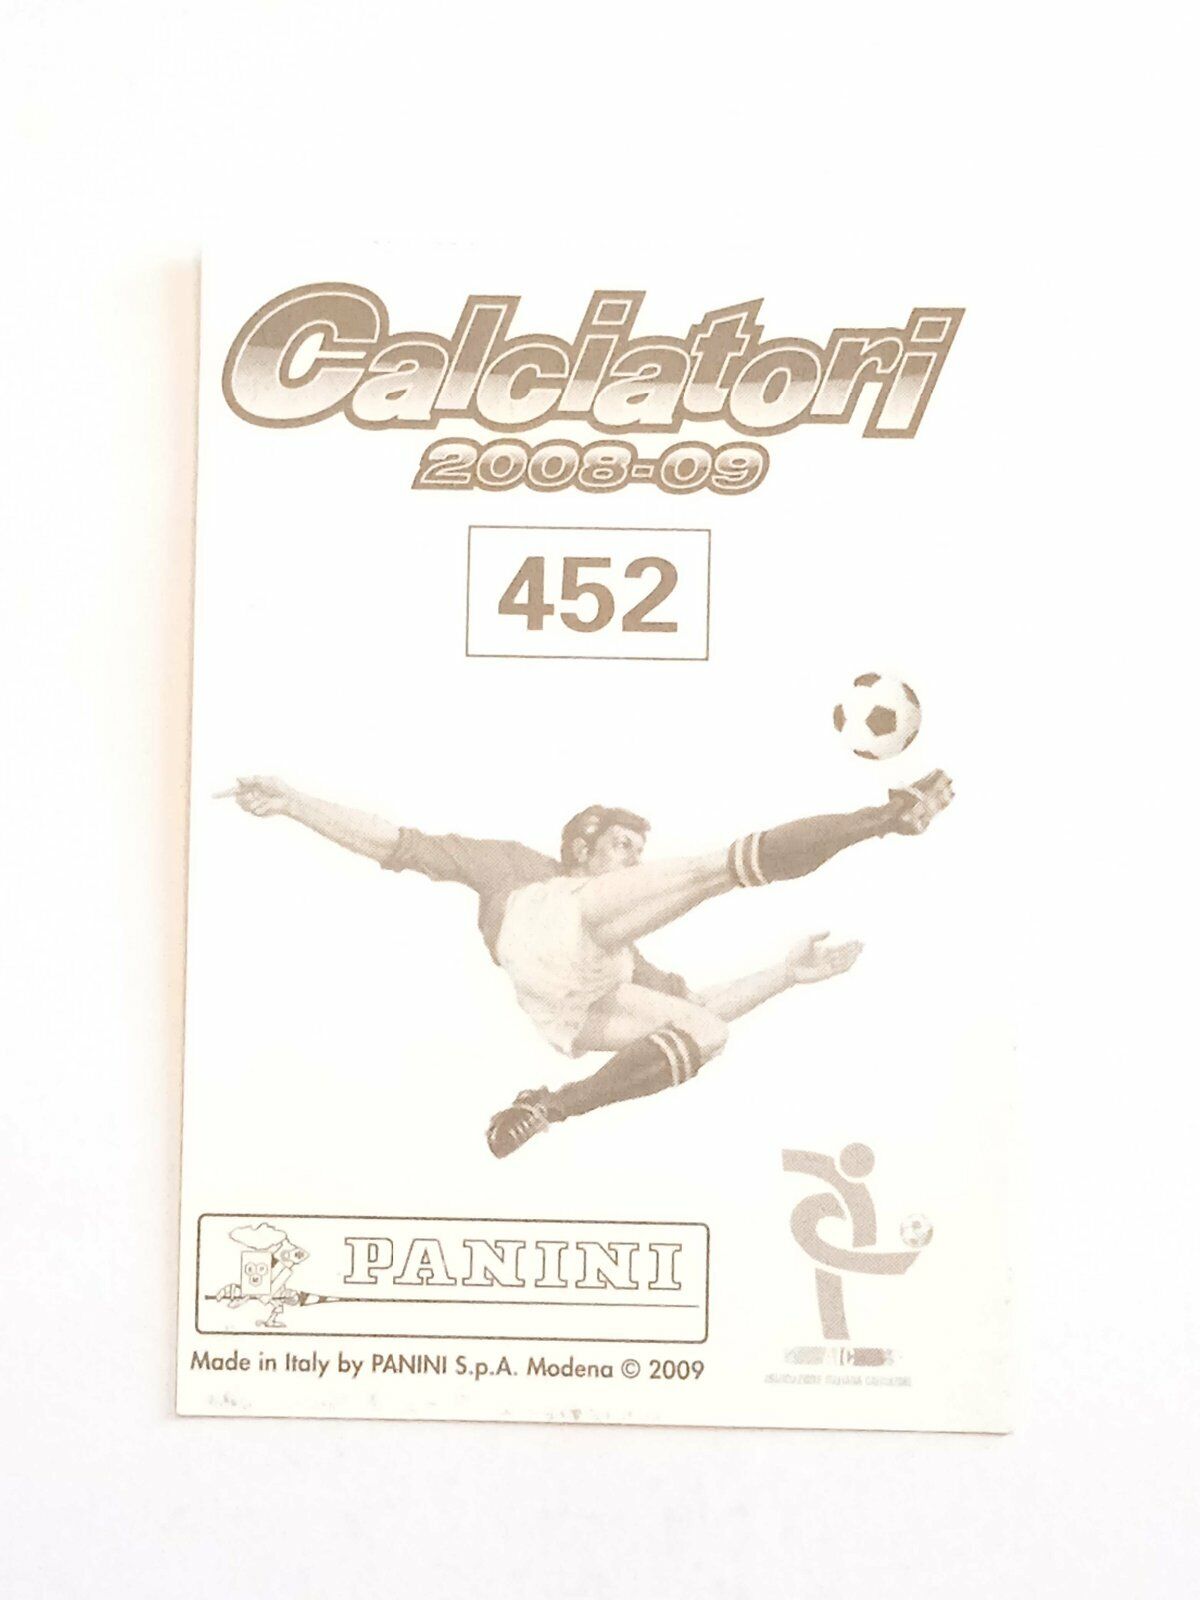 Calciatori
2008-09
452
PANINI
Made in Italy by PANINI S.p.A. Modena © 2009